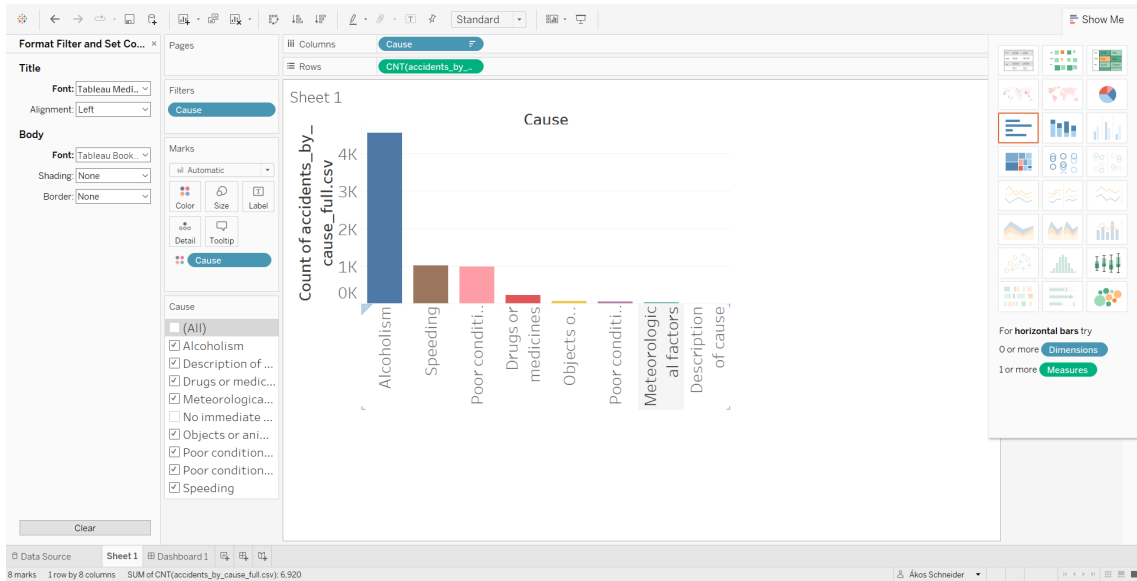 Standard
Show Me
Format Filter and Set Co... ×
Title
Font: Tableau Medi..
Alignment: Left
Body
Font: Tableau Book..
Shading: None
Border: None
Clear
Pages
Filters
Cause
Marks
Automatic
Color
Size
Label
Detail
Tooltip
Cause
Cause
(All)
Alcoholism
Description of ...
Drugs or medic...
Meteorologica...
No immediate ...
Objects or ani...
Poor condition...
Poor condition...
Speeding
Columns
Cause
Rows
CNT(accidents_by_..
Sheet 1
Cause
Count of accidents_by_
cause_full.csv
4K
3K
2K
1K
0K
Alcoholism
Speeding
Poor conditi..
Drugs or
medicines
Objects o..
Poor conditi..
Meteorologic
al factors
Description
of cause
For horizontal bars try
0 or more Dimensions
1 or more Measures
Data Source
Sheet 1
Dashboard 1
8 marks 1 row by 8 columns SUM of CNT(accidents_by_cause_full.csv): 6.920
Ákos Schneider